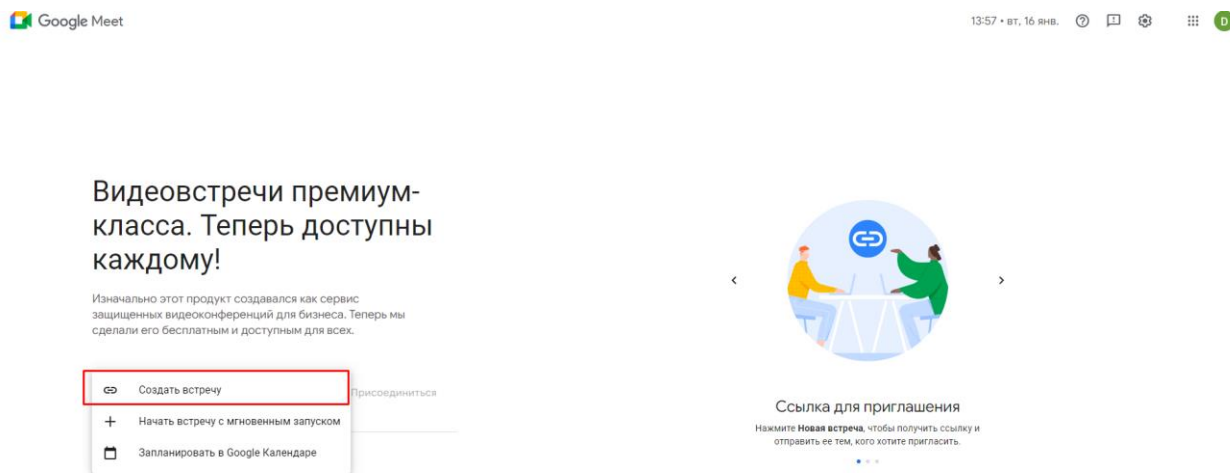 Google Meet
13:57 • вт, 16 янв.
D
Видеовстречи премиум-
класса. Теперь доступны
каждому!
Изначально этот продукт создавался как сервис
защищенных видеоконференций для бизнеса. Теперь мы
сделали его бесплатным и доступным для всех.
Создать встречу
Присоединиться
Начать встречу с мгновенным запуском
Запланировать в Google Календаре
Ссылка для приглашения
Нажмите Новая встреча, чтобы получить ссылку и
отправить ее тем, кого хотите пригласить.